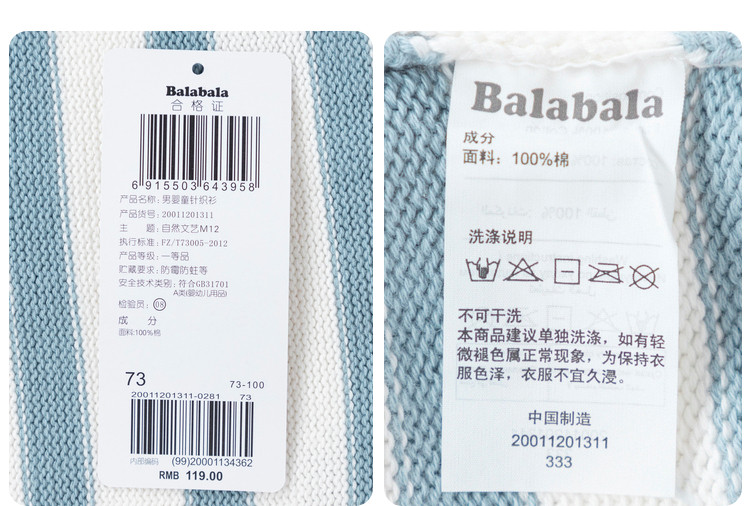 Balabala
合格证
6 915503 643958
产品名称: 男婴童针织衫
产品货号: 20011201311
主 题: 自然文艺M12
执行标准: FZ/T73005-2012
产品等级: 一等品
贮藏要求: 防霉防蛀等
安全技术类别: 符合GB31701
A类(婴幼儿用品)
检验员: 08
成 分
面料:100%棉
73 73-100
20011201311-0281 73
内部编码 (99)20001134362
RMB 119.00
Balabala
成分
面料: 100%棉
洗涤说明
不可干洗
本商品建议单独洗涤, 如有轻
微褪色属正常现象, 为保持衣
服色泽, 衣服不宜久浸。
中国制造
20011201311
333